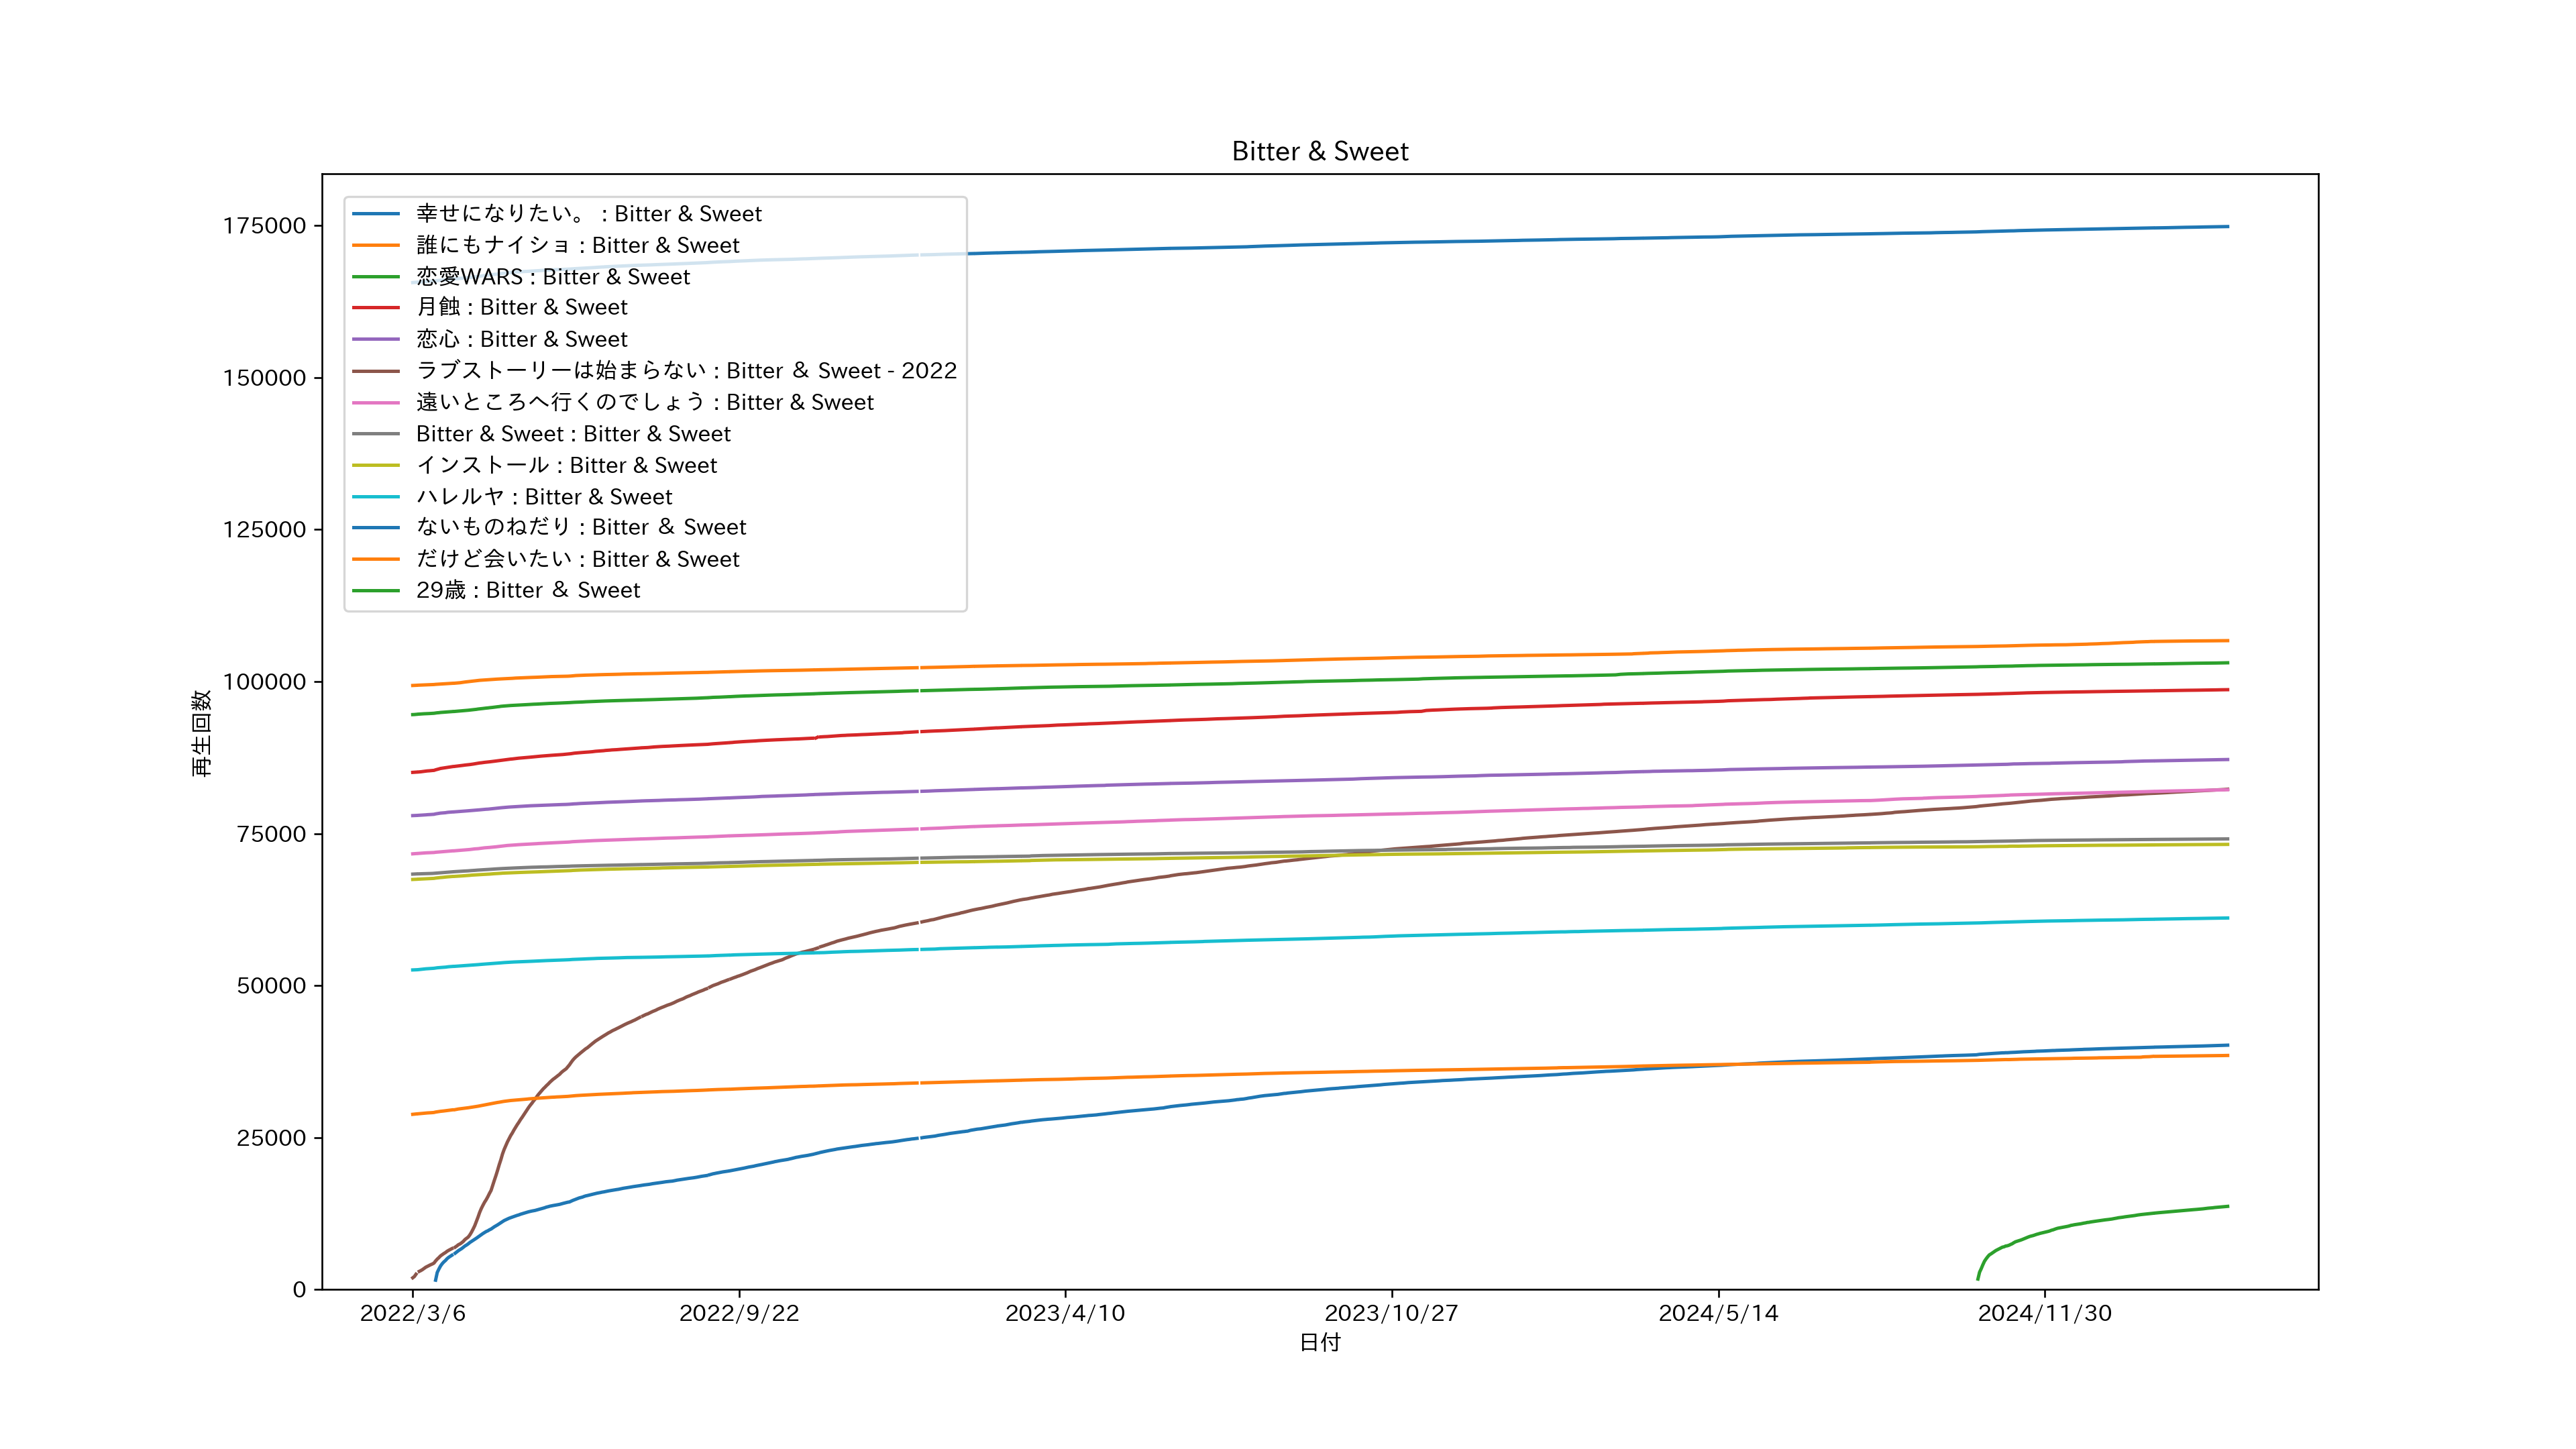 Bitter & Sweet
175000
150000
125000
100000
75000
50000
25000
0
再生回数
幸せになりたい。 : Bitter & Sweet
誰にもナイショ : Bitter & Sweet
恋愛WARS : Bitter & Sweet
月蝕 : Bitter & Sweet
恋心 : Bitter & Sweet
ラブストーリーは始まらない : Bitter ＆ Sweet - 2022
遠いところへ行くのでしょう : Bitter & Sweet
Bitter & Sweet : Bitter & Sweet
インストール : Bitter & Sweet
ハレルヤ : Bitter & Sweet
ないものねだり : Bitter ＆ Sweet
だけど会いたい : Bitter & Sweet
29歳 : Bitter ＆ Sweet
2022/3/6 2022/9/22 2023/4/10 2023/10/27 2024/5/14 2024/11/30
日付